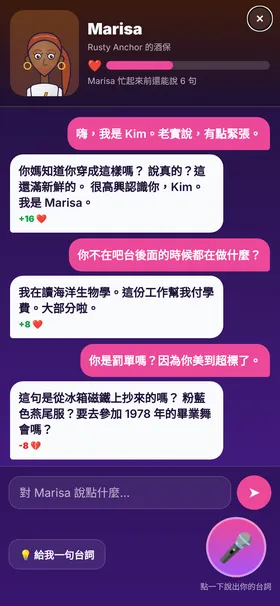 Marisa
Rusty Anchor 的酒保
Marisa 忙起來前還能說 6 句
嗨，我是 Kim。老實說，有點緊張。
你媽知道你穿成這樣嗎？ 說真的？這
還滿新鮮的。 很高興認識你，Kim。
我是 Marisa。
+16
你不在吧台後面的時候都在做什麼？
我在讀海洋生物學。這份工作幫我付學
費。大部分啦。
+8
你是罰單嗎？因為你美到超標了。
這句是從冰箱磁鐵上抄來的嗎？ 粉藍
色燕尾服？要去參加 1978 年的畢業舞
會嗎？
-8
對 Marisa 說點什麼...
給我一句台詞
點一下說出你的台詞